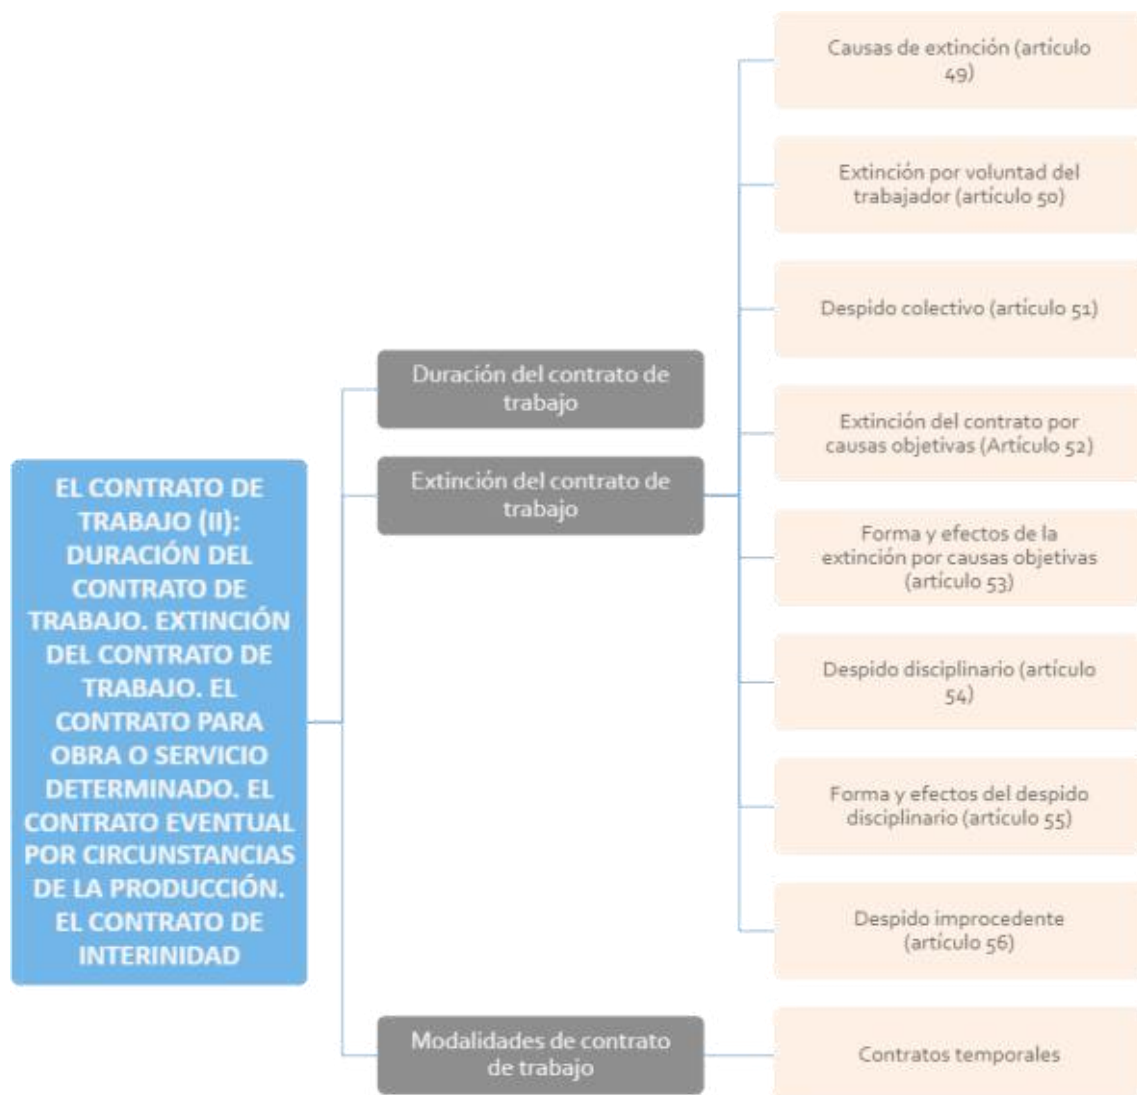 EL CONTRATO DE
TRABAJO (II):
DURACIÓN DEL
CONTRATO DE
TRABAJO. EXTINCIÓN
DEL CONTRATO DE
TRABAJO. EL
CONTRATO PARA
OBRA O SERVICIO
DETERMINADO. EL
CONTRATO EVENTUAL
POR CIRCUNSTANCIAS
DE LA PRODUCCIÓN.
EL CONTRATO DE
INTERINIDAD
Duración del contrato de
trabajo
Extinción del contrato de
trabajo
Causas de extinción (artículo
49)
Extinción por voluntad del
trabajador (artículo 50)
Despido colectivo (artículo 51)
Extinción del contrato por
causas objetivas (Artículo 52)
Forma y efectos de la
extinción por causas objetivas
(artículo 53)
Despido disciplinario (artículo
54)
Forma y efectos del despido
disciplinario (artículo 55)
Despido improcedente
(artículo 56)
Modalidades de contrato
de trabajo
Contratos temporales